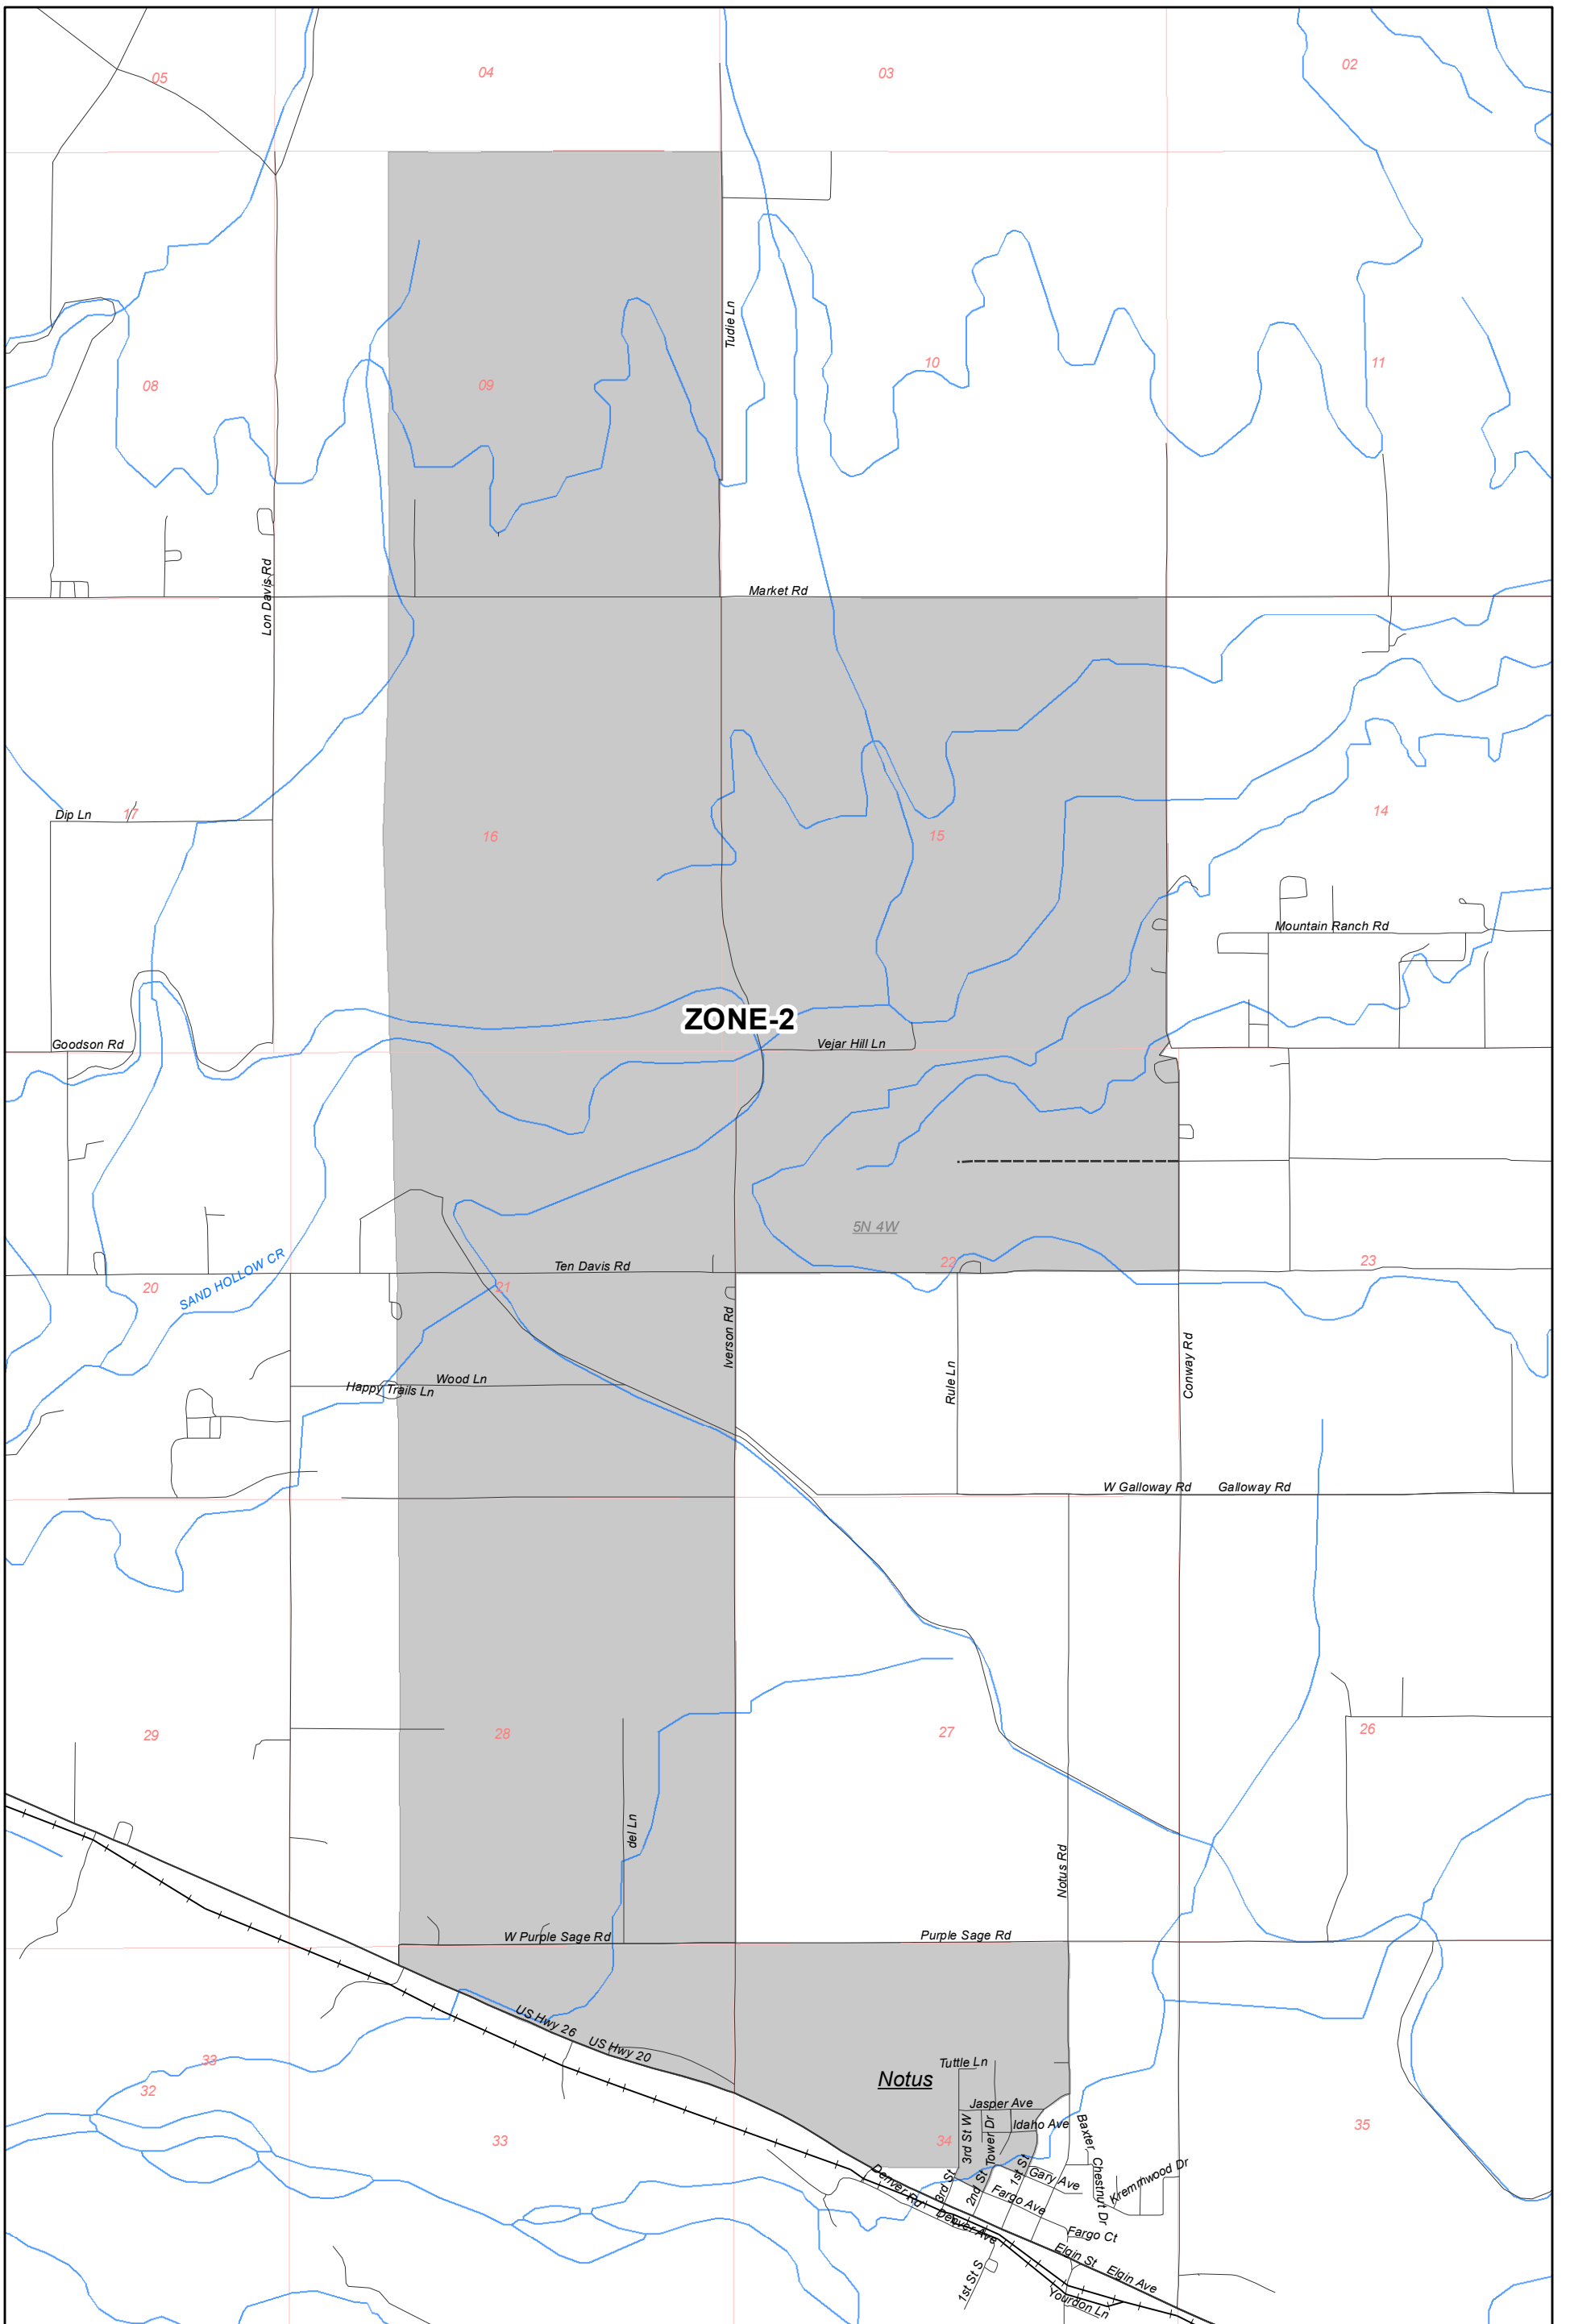 05
04
03
02
Tudie Ln
08
09
10
11
Lon Davis Rd
Market Rd
Dip Ln
17
16
15
14
Mountain Ranch Rd
ZONE-2
Goodson Rd
Vejar Hill Ln
5N 4W
SAND HOLLOW CR
20
Ten Davis Rd
21
22
23
Iverson Rd
Rule Ln
Conway Rd
Happy Trails Ln
Wood Ln
W Galloway Rd
Galloway Rd
29
28
27
26
del Ln
Notus Rd
W Purple Sage Rd
Purple Sage Rd
US Hwy 26
US Hwy 20
33
32
33
Notus
Tuttle Ln
Jasper Ave
Idaho Ave
3rd St W
Tower Dr
Baxter
34
35
Denver Rd
3rd St
2nd St
1st St
Gary Ave
Chestnut Dr
Kremmwood Dr
Fargo Ave
Denver Ave
Fargo Ct
Elgin St
Elgin Ave
1st St S
Yourdon Ln